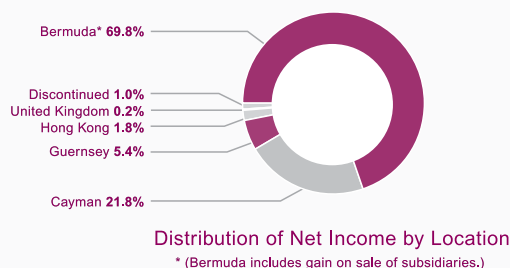 Bermuda* 69.8%
Discontinued 1.0%
United Kingdom 0.2%
Hong Kong 1.8%
Guernsey 5.4%
Cayman 21.8%
Distribution of Net Income by Location
* (Bermuda includes gain on sale of subsidiaries.)